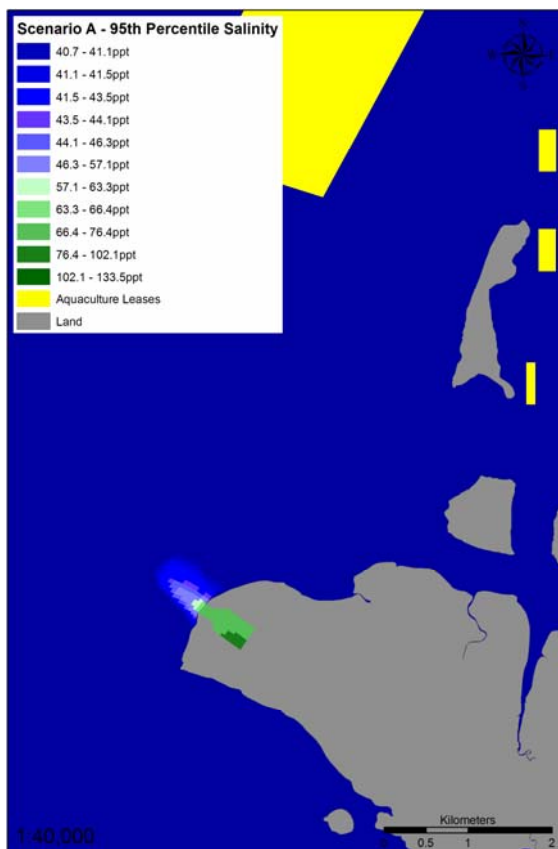 Scenario A - 95th Percentile Salinity
40.7 - 41.1ppt
41.1 - 41.5ppt
41.5 - 43.5ppt
43.5 - 44.1ppt
44.1 - 46.3ppt
46.3 - 57.1ppt
57.1 - 63.3ppt
63.3 - 66.4ppt
66.4 - 76.4ppt
76.4 - 102.1ppt
102.1 - 133.5ppt
Aquaculture Leases
Land
1:40,000
Kilometers
0 0.5 1 2